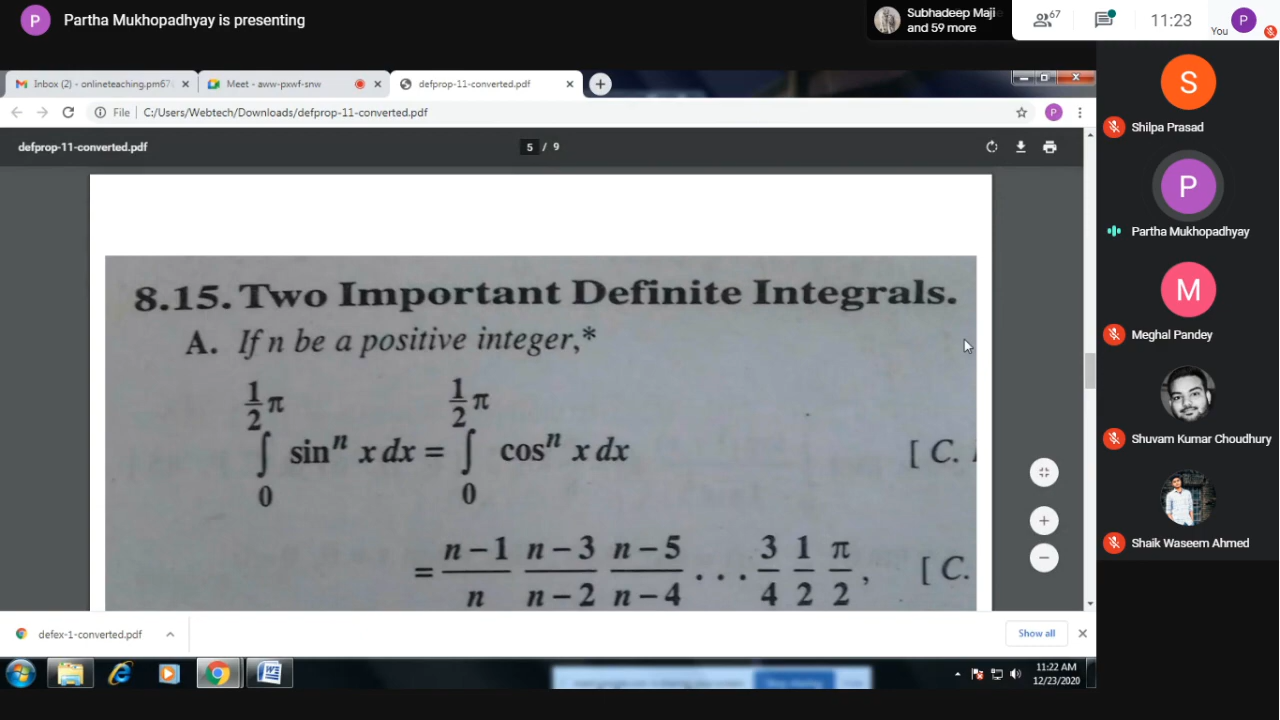 P Partha Mukhopadhyay is presenting
Subhadeep Maji
and 59 more
67
11:23
You
P
Inbox (2) - onlineteaching.pm67
Meet - aww-pxwf-snw
defprop-11-converted.pdf
File C:/Users/Webtech/Downloads/defprop-11-converted.pdf
P
defprop-11-converted.pdf
5 / 9
8.15. Two Important Definite Integrals.
A. If n be a positive integer,*
∫₀^{½π} sinⁿ x dx = ∫₀^{½π} cosⁿ x dx [ C.
= (n-1)/n (n-3)/(n-2) (n-5)/(n-4) ... 3/4 1/2 π/2, [ C.
defex-1-converted.pdf
Show all
11:22 AM
12/23/2020
S
Shilpa Prasad
P
Partha Mukhopadhyay
M
Meghal Pandey
Shuvam Kumar Choudhury
Shaik Waseem Ahmed